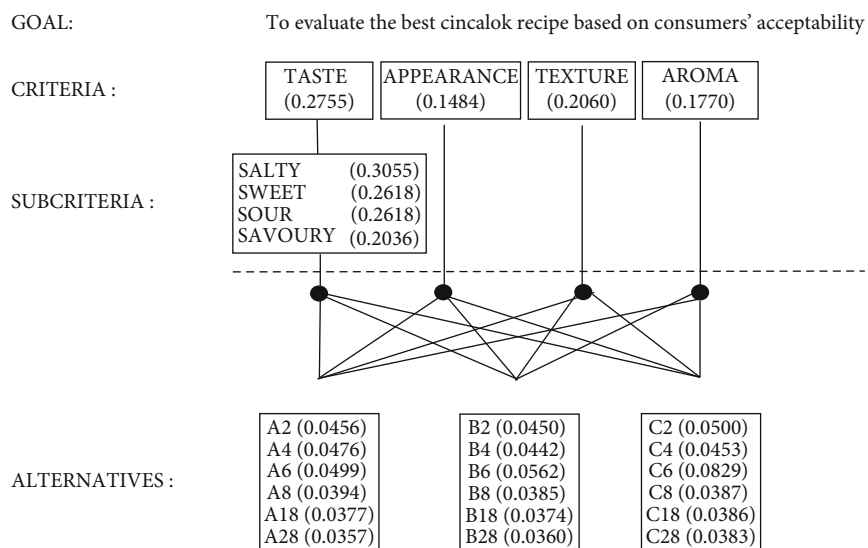 GOAL: To evaluate the best cincalok recipe based on consumers' acceptability
CRITERIA :
TASTE
(0.2755)
APPEARANCE
(0.1484)
TEXTURE
(0.2060)
AROMA
(0.1770)
SUBCRITERIA :
SALTY (0.3055)
SWEET (0.2618)
SOUR (0.2618)
SAVOURY (0.2036)
ALTERNATIVES :
A2 (0.0456)
A4 (0.0476)
A6 (0.0499)
A8 (0.0394)
A18 (0.0377)
A28 (0.0357)
B2 (0.0450)
B4 (0.0442)
B6 (0.0562)
B8 (0.0385)
B18 (0.0374)
B28 (0.0360)
C2 (0.0500)
C4 (0.0453)
C6 (0.0829)
C8 (0.0387)
C18 (0.0386)
C28 (0.0383)